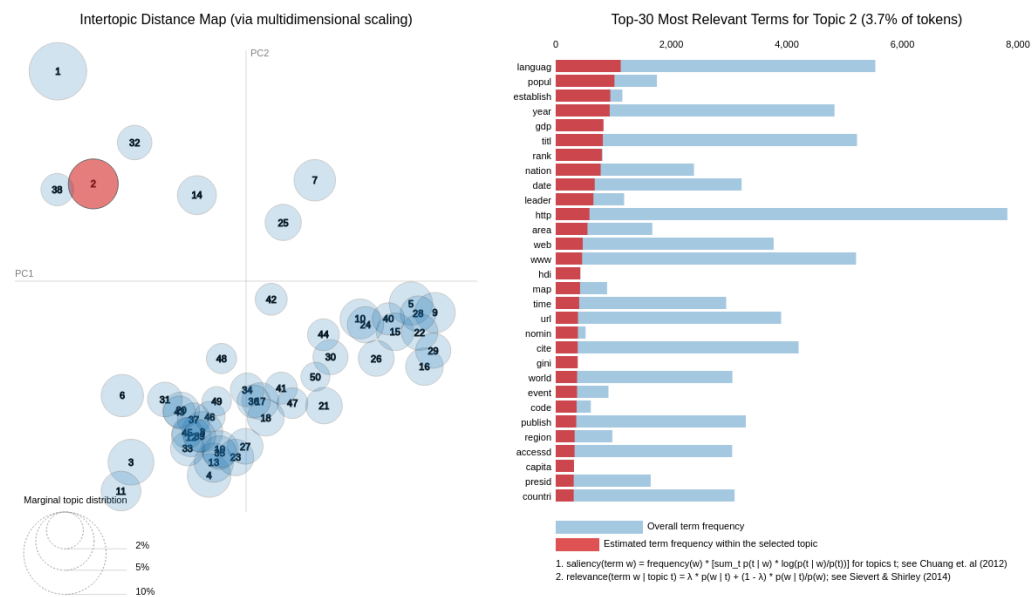 Intertopic Distance Map (via multidimensional scaling)
PC2
PC1
1
32
38
2
14
7
25
42
5
28
9
10
24
40
15
22
44
30
26
29
16
48
50
6
31
49
34
36
17
41
47
21
20
37
46
18
33
12
27
3
13
23
4
11
Marginal topic distribtion
2%
5%
10%
Top-30 Most Relevant Terms for Topic 2 (3.7% of tokens)
0 2,000 4,000 6,000 8,000
languag
popul
establish
year
gdp
titl
rank
nation
date
leader
http
area
web
www
hdi
map
time
url
nomin
cite
gini
world
event
code
publish
region
accessd
capita
presid
countri
Overall term frequency
Estimated term frequency within the selected topic
1. saliency(term w) = frequency(w) * [sum_t p(t | w) * log(p(t | w)/p(t))] for topics t; see Chuang et. al (2012)
2. relevance(term w | topic t) = λ * p(w | t) + (1 - λ) * p(w | t)/p(w); see Sievert & Shirley (2014)